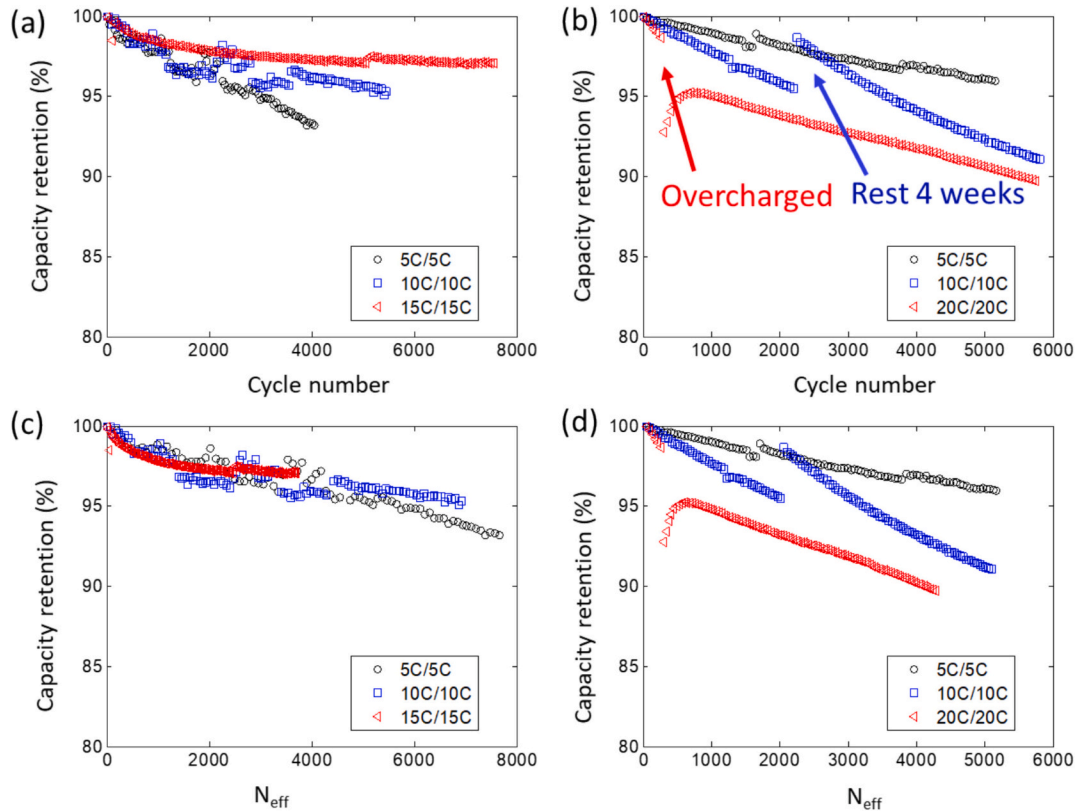 (a)
100
95
90
85
80
Capacity retention (%)
5C/5C
10C/10C
15C/15C
0
2000
4000
6000
8000
Cycle number
(b)
100
95
90
85
80
Capacity retention (%)
Overcharged
Rest 4 weeks
5C/5C
10C/10C
20C/20C
0
1000
2000
3000
4000
5000
6000
Cycle number
(c)
100
95
90
85
80
Capacity retention (%)
5C/5C
10C/10C
15C/15C
0
2000
4000
6000
8000
Neff
(d)
100
95
90
85
80
Capacity retention (%)
5C/5C
10C/10C
20C/20C
0
1000
2000
3000
4000
5000
6000
Neff